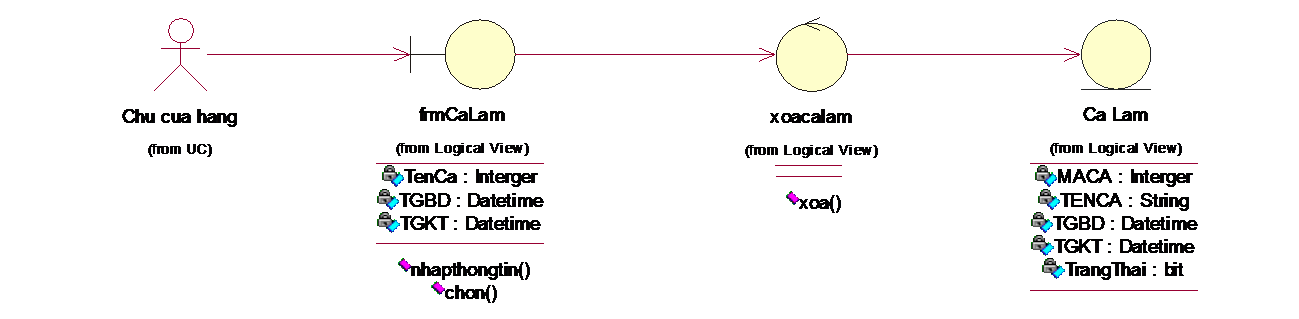 Chu cua hang
(from UC)
frmCaLam
(from Logical View)
TenCa : Interger
TGBD : Datetime
TGKT : Datetime
nhapthongtin()
chon()
xoacalam
(from Logical View)
xoa()
Ca Lam
(from Logical View)
MACA : Interger
TENCA : String
TGBD : Datetime
TGKT : Datetime
TrangThai : bit